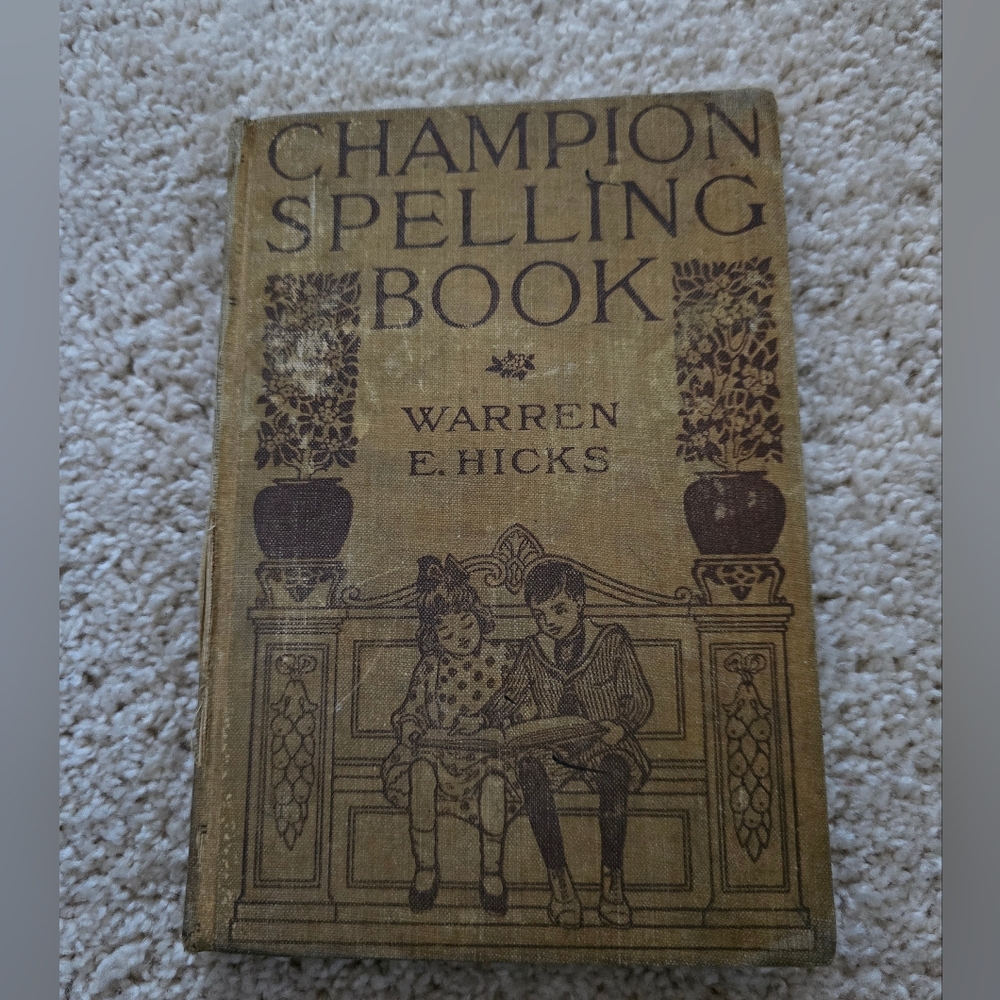 CHAMPION
SPELLING
BOOK
WARREN
E. HICKS